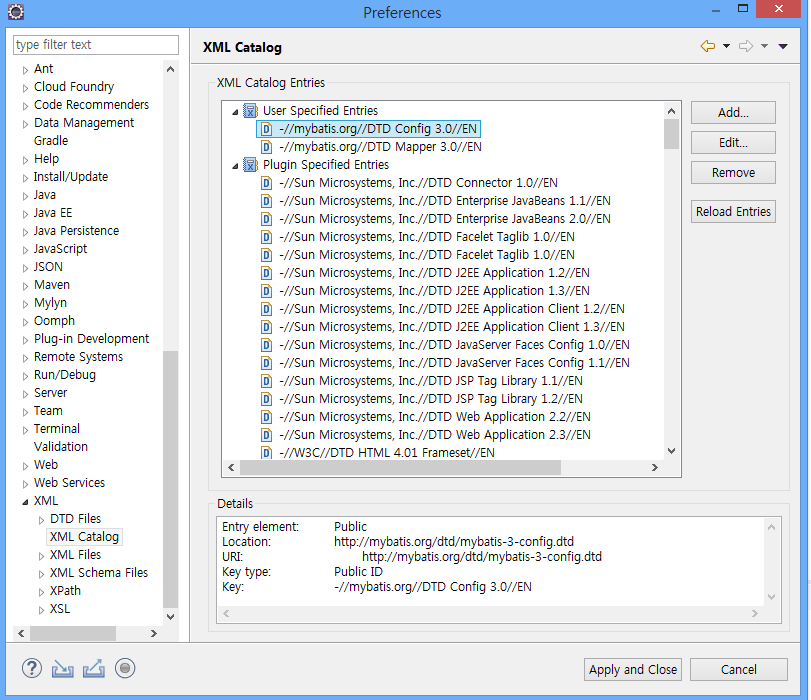 Preferences
type filter text
Ant
Cloud Foundry
Code Recommenders
Data Management
Gradle
Help
Install/Update
Java
Java EE
Java Persistence
JavaScript
JSON
Maven
Mylyn
Oomph
Plug-in Development
Remote Systems
Run/Debug
Server
Team
Terminal
Validation
Web
Web Services
XML
DTD Files
XML Catalog
XML Files
XML Schema Files
XPath
XSL
XML Catalog
XML Catalog Entries
User Specified Entries
-//mybatis.org//DTD Config 3.0//EN
-//mybatis.org//DTD Mapper 3.0//EN
Plugin Specified Entries
-//Sun Microsystems, Inc.//DTD Connector 1.0//EN
-//Sun Microsystems, Inc.//DTD Enterprise JavaBeans 1.1//EN
-//Sun Microsystems, Inc.//DTD Enterprise JavaBeans 2.0//EN
-//Sun Microsystems, Inc.//DTD Facelet Taglib 1.0//EN
-//Sun Microsystems, Inc.//DTD Facelet Taglib 1.0//EN
-//Sun Microsystems, Inc.//DTD J2EE Application 1.2//EN
-//Sun Microsystems, Inc.//DTD J2EE Application 1.3//EN
-//Sun Microsystems, Inc.//DTD J2EE Application Client 1.2//EN
-//Sun Microsystems, Inc.//DTD J2EE Application Client 1.3//EN
-//Sun Microsystems, Inc.//DTD JavaServer Faces Config 1.0//EN
-//Sun Microsystems, Inc.//DTD JavaServer Faces Config 1.1//EN
-//Sun Microsystems, Inc.//DTD JSP Tag Library 1.1//EN
-//Sun Microsystems, Inc.//DTD JSP Tag Library 1.2//EN
-//Sun Microsystems, Inc.//DTD Web Application 2.2//EN
-//Sun Microsystems, Inc.//DTD Web Application 2.3//EN
-//W3C//DTD HTML 4.01 Frameset//EN
Add...
Edit...
Remove
Reload Entries
Details
Entry element: Public
Location: http://mybatis.org/dtd/mybatis-3-config.dtd
URI: http://mybatis.org/dtd/mybatis-3-config.dtd
Key type: Public ID
Key: -//mybatis.org//DTD Config 3.0//EN
Apply and Close
Cancel